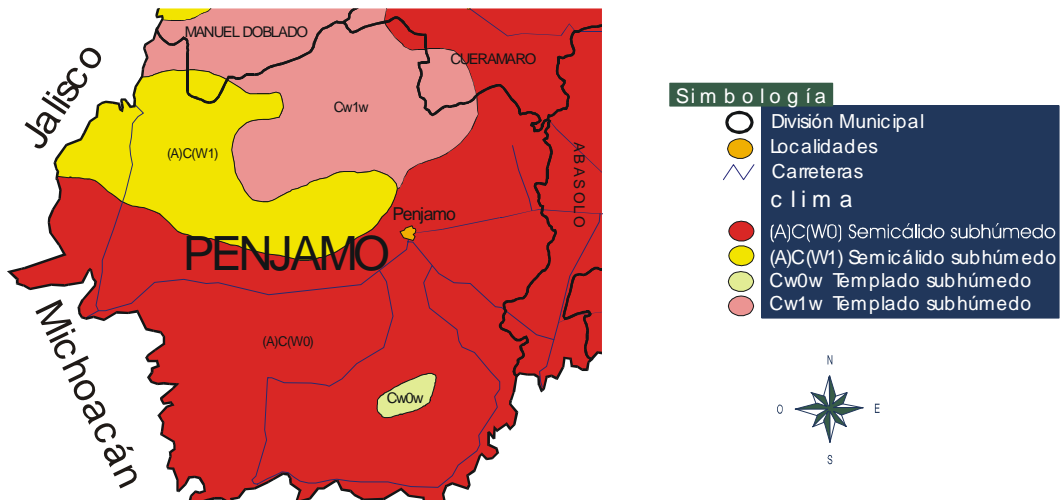 MANUEL DOBLADO
CUERAMARO
Jalisco
Cw1w
(A)C(W1)
ABASOLO
Penjamo
PENJAMO
Michoacán
(A)C(W0)
Cw0w
Simbología
División Municipal
Localidades
Carreteras
clima
(A)C(W0) Semicálido subhúmedo
(A)C(W1) Semicálido subhúmedo
Cw0w Templado subhúmedo
Cw1w Templado subhúmedo
N
O
E
S